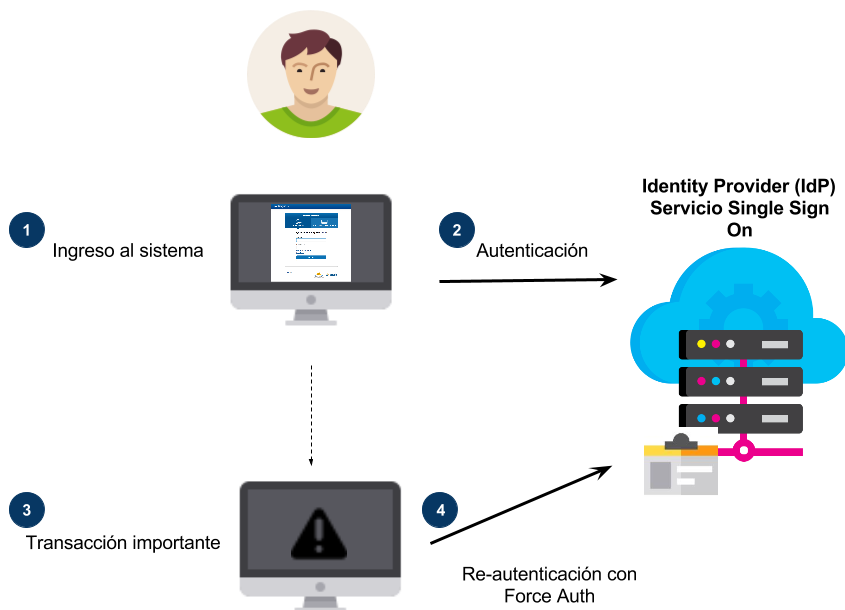 Identity Provider (IdP)
Servicio Single Sign
On
1
Ingreso al sistema
2
Autenticación
3
Transacción importante
4
Re-autenticación con
Force Auth